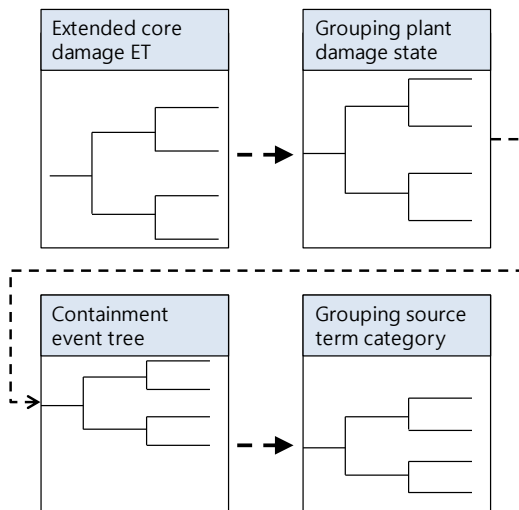 Extended core
damage ET
Grouping plant
damage state
Containment
event tree
Grouping source
term category